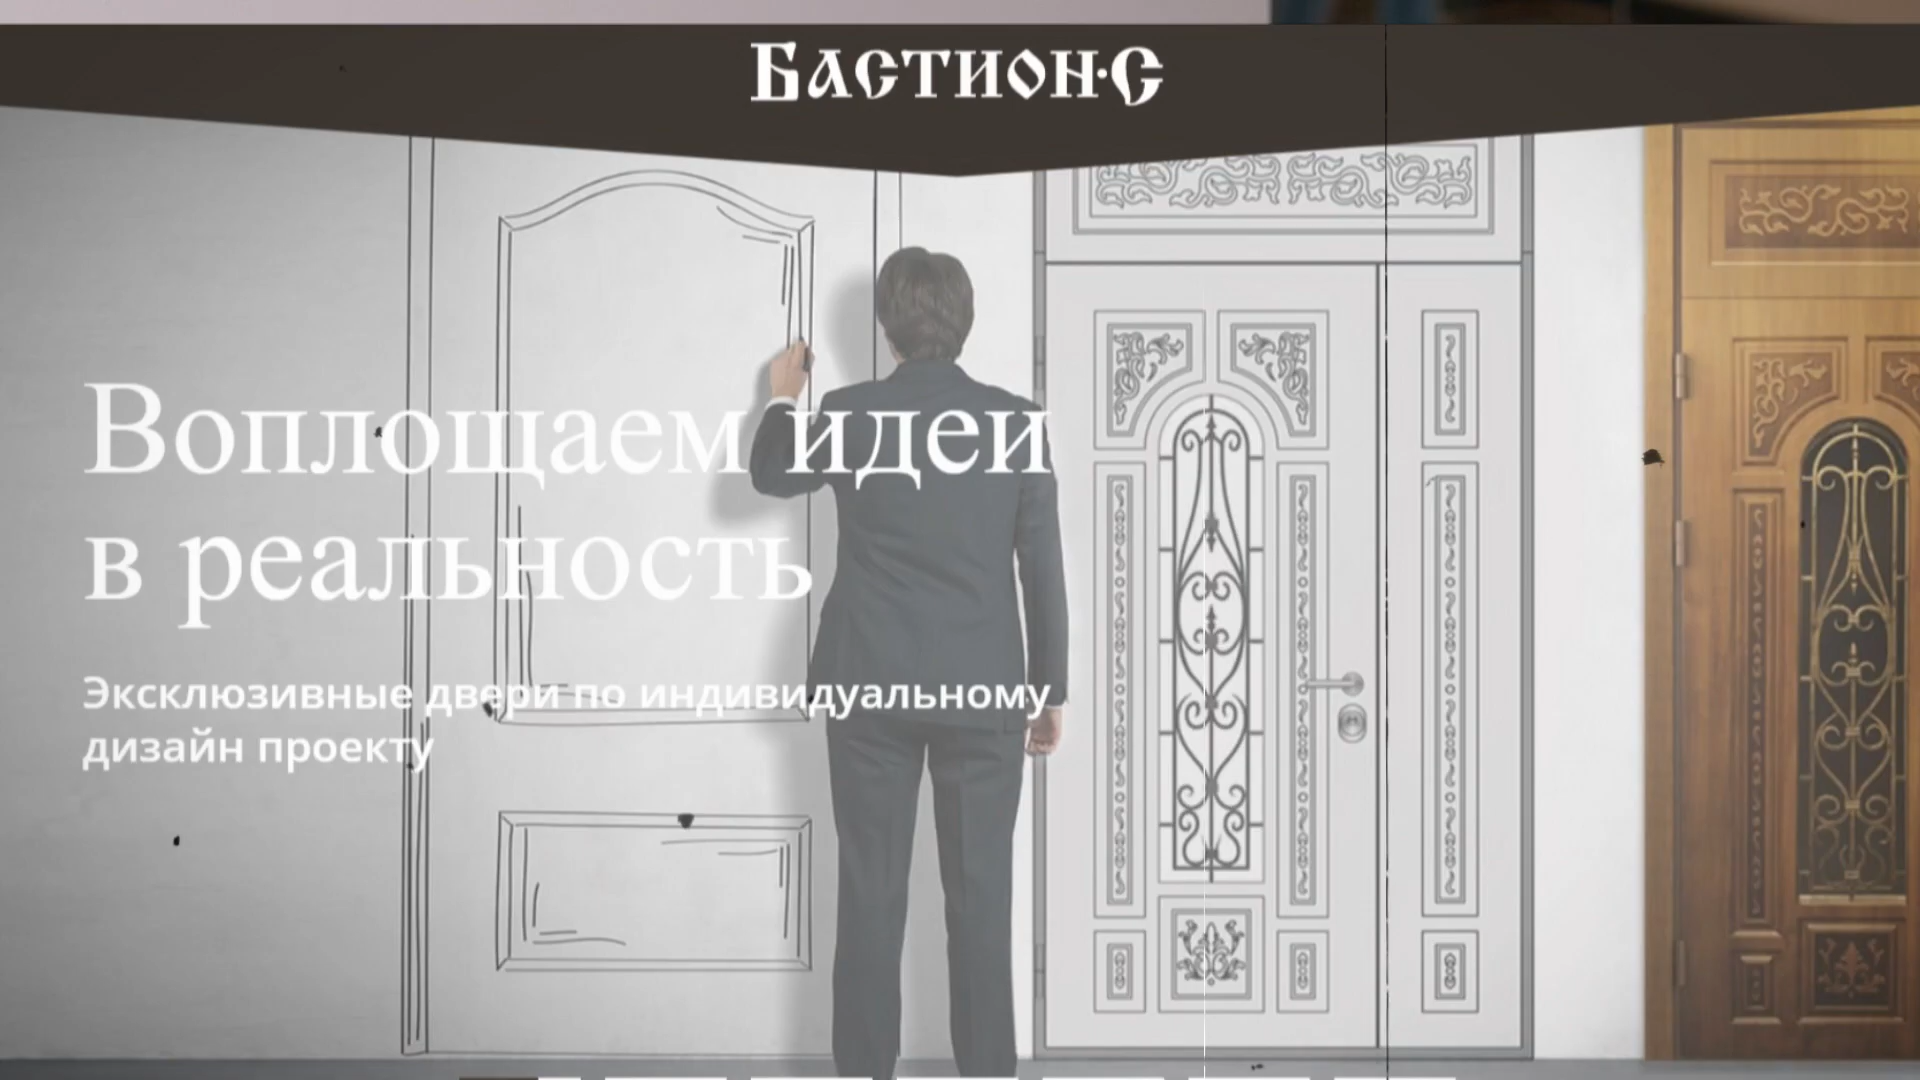 Бастион·С
Воплощаем идеи
в реальность
Эксклюзивные двери по индивидуальному
дизайн проекту